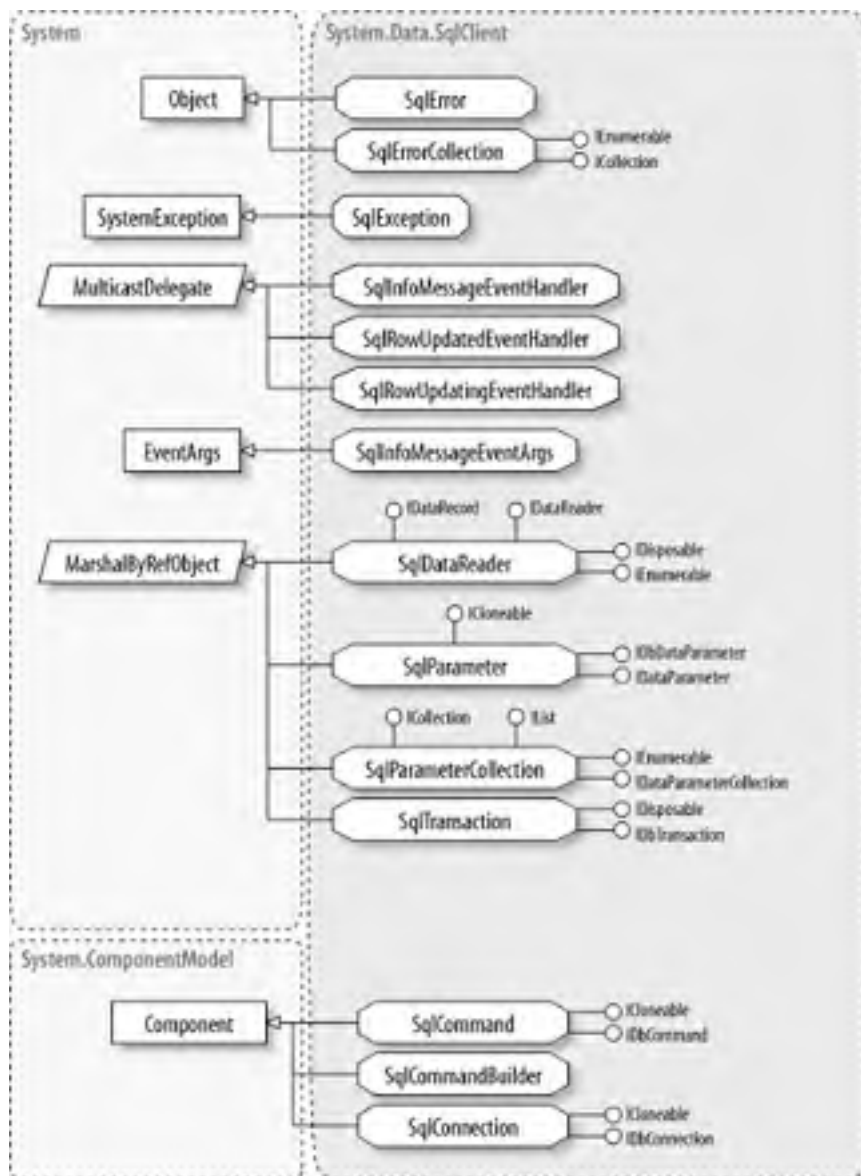 System
System.Data.SqlClient
Object
SqlError
SqlErrorCollection
IEnumerable
ICollection
SystemException
SqlException
MulticastDelegate
SqlInfoMessageEventHandler
SqlRowUpdatedEventHandler
SqlRowUpdatingEventHandler
EventArgs
SqlInfoMessageEventArgs
IDataRecord
IDataReader
MarshalByRefObject
SqlDataReader
IDisposable
IEnumerable
ICloneable
SqlParameter
IDbDataParameter
IDataParameter
ICollection
IList
SqlParameterCollection
IEnumerable
IDataParameterCollection
SqlTransaction
IDisposable
IDbTransaction
System.ComponentModel
Component
SqlCommand
ICloneable
IDbCommand
SqlCommandBuilder
SqlConnection
ICloneable
IDbConnection